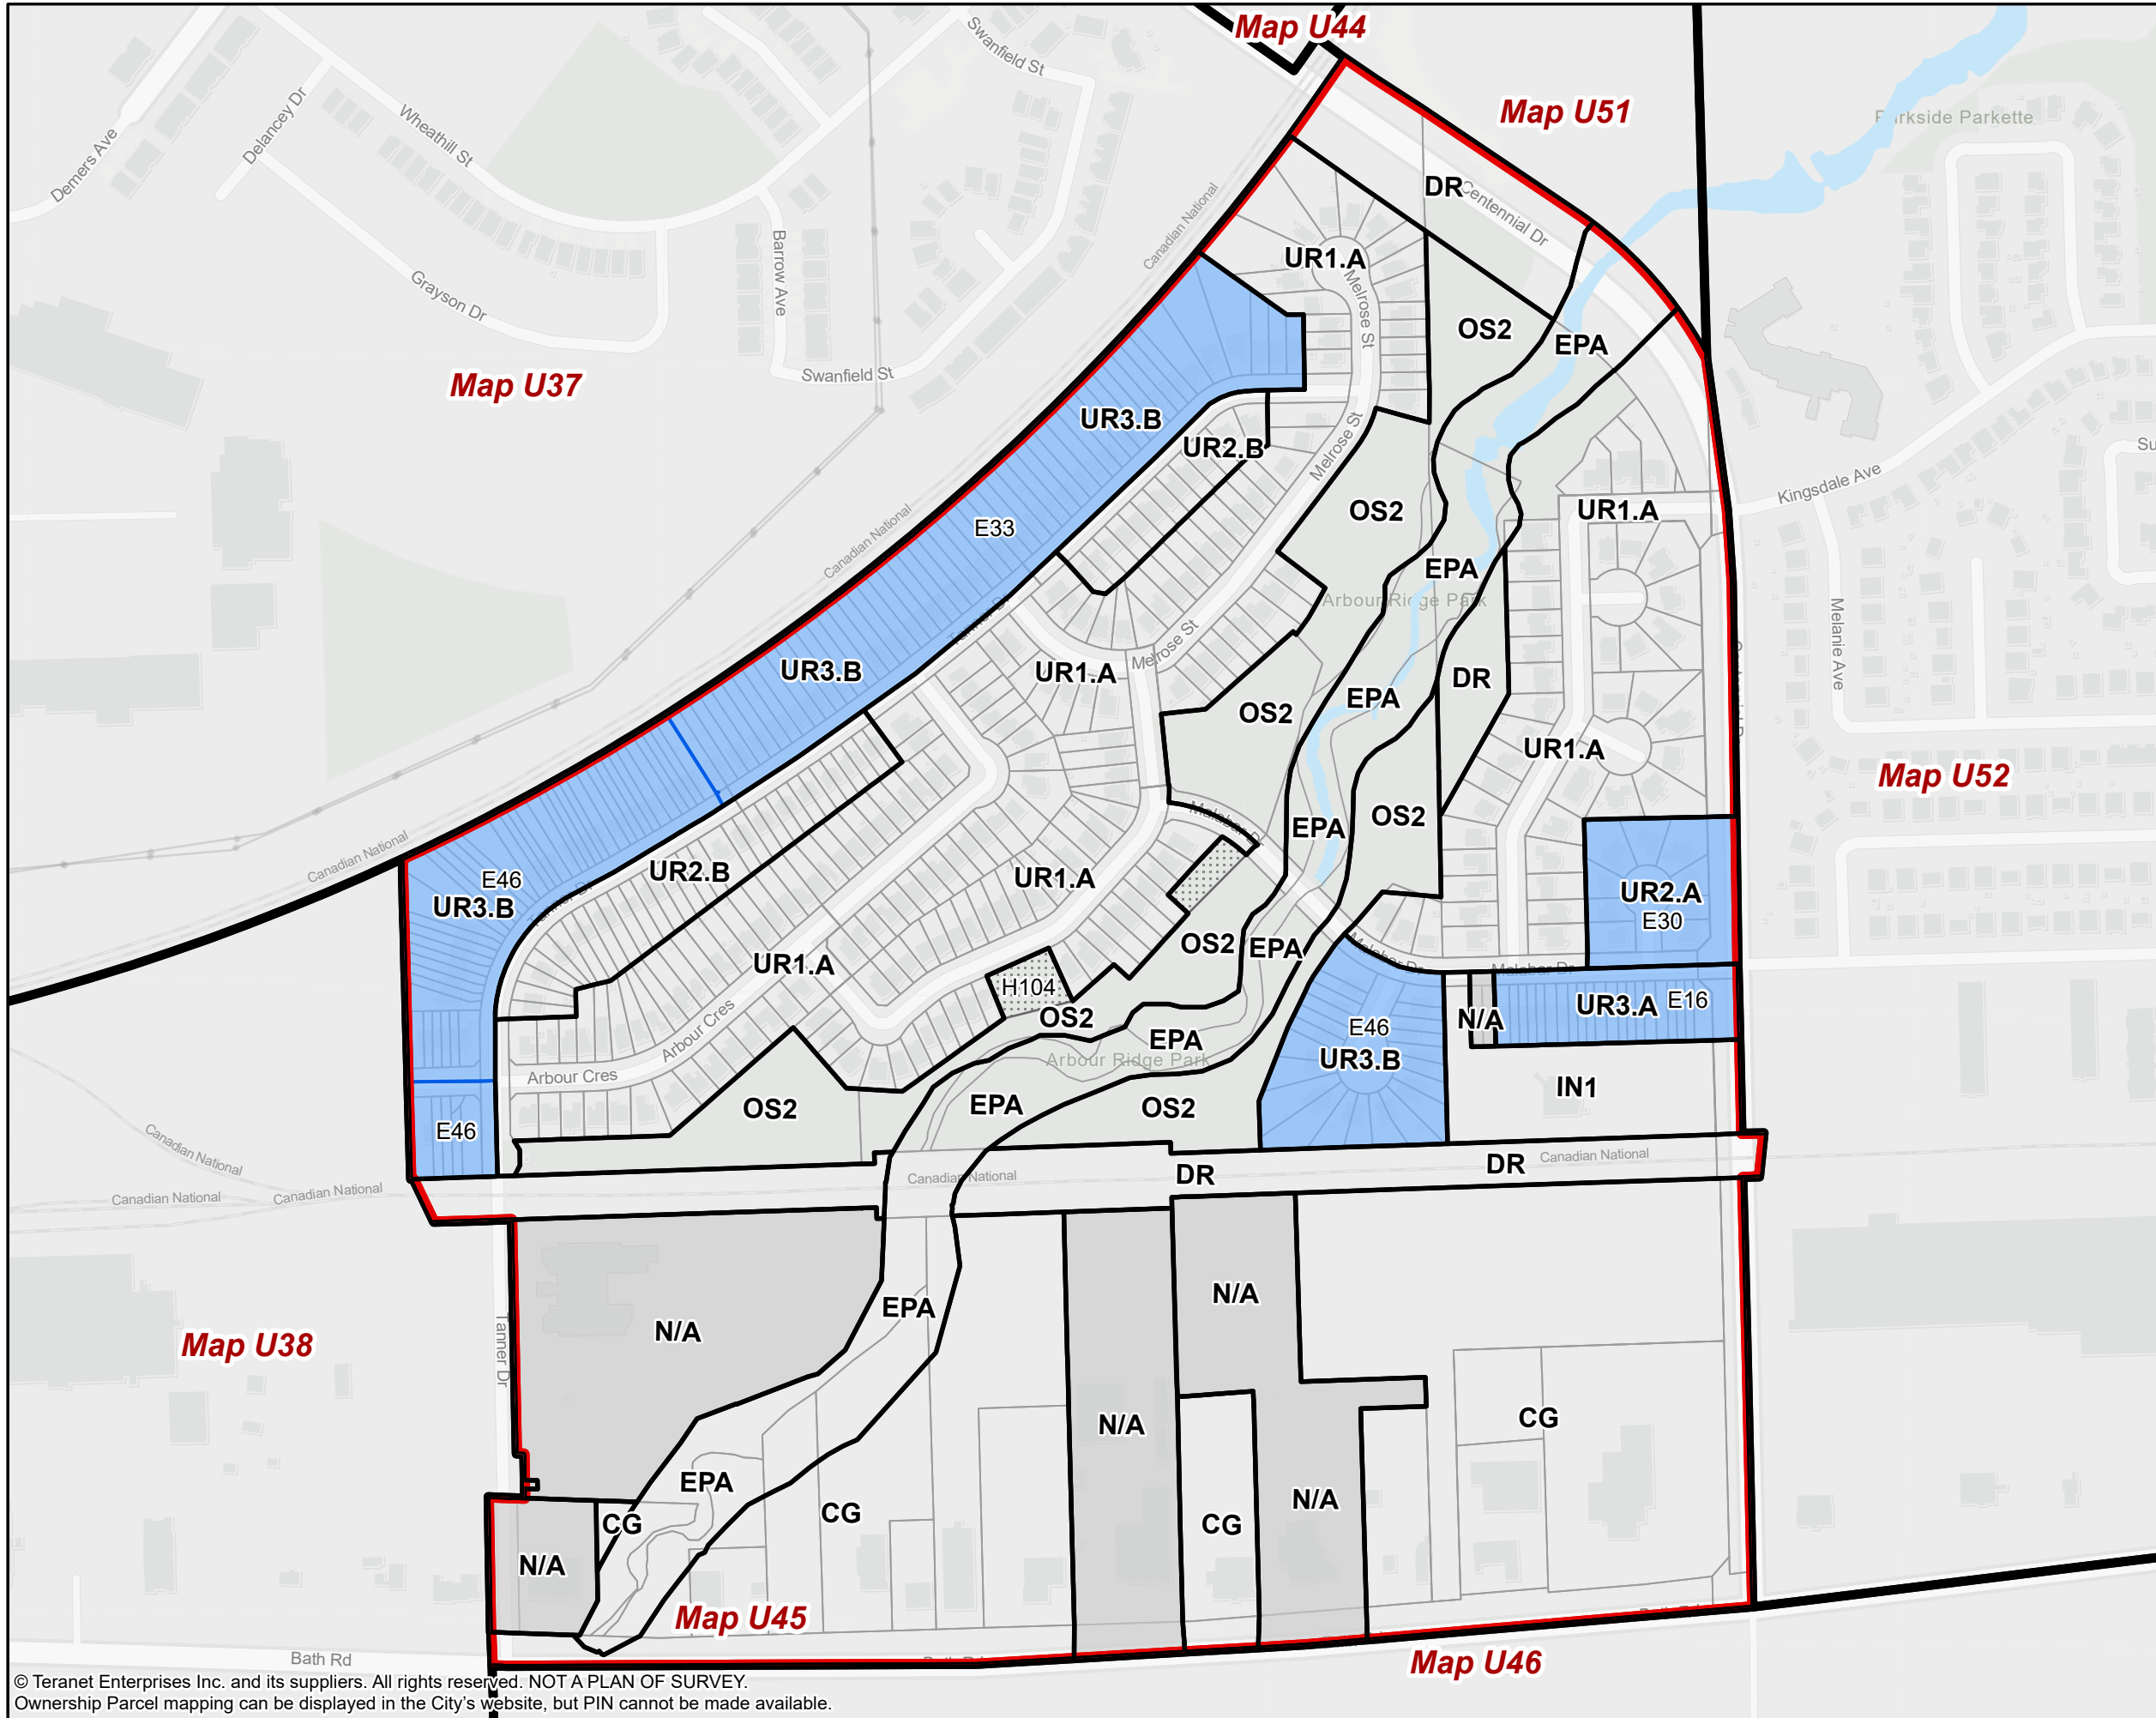 Map U44
Swanfield St
Map U51
Parkside Parkette
Demers Ave
Delancey Dr
Wheathill St
DR
Centennial Dr
Canadian National
Barrow Ave
UR1.A
Melrose St
Grayson Dr
OS2
EPA
Map U37
Swanfield St
UR3.B
UR2.B
Melrose St
Kingsdale Ave
E33
OS2
UR1.A
Canadian National
EPA
Arbour Ridge Park
Melanie Ave
Melrose St
UR3.B
UR1.A
DR
EPA
OS2
UR1.A
Map U52
Malabar Dr
OS2
EPA
Canadian National
UR2.B
E46
UR3.B
UR1.A
UR2.A
E30
OS2
EPA
Malabar Dr
UR1.A
Malabar Dr
H104
OS2
UR3.A
E16
N/A
E46
UR3.B
Arbour Cres
EPA
Arbour Ridge Park
Arbour Cres
IN1
EPA
OS2
OS2
E46
Canadian National
DR
Canadian National
DR
Canadian National
Canadian National
Canadian National
N/A
EPA
N/A
Map U38
Tanner Dr
N/A
CG
EPA
CG
N/A
CG
CG
N/A
Map U45
Bath Rd
Map U46
© Teranet Enterprises Inc. and its suppliers. All rights reserved. NOT A PLAN OF SURVEY.
Ownership Parcel mapping can be displayed in the City's website, but PIN cannot be made available.